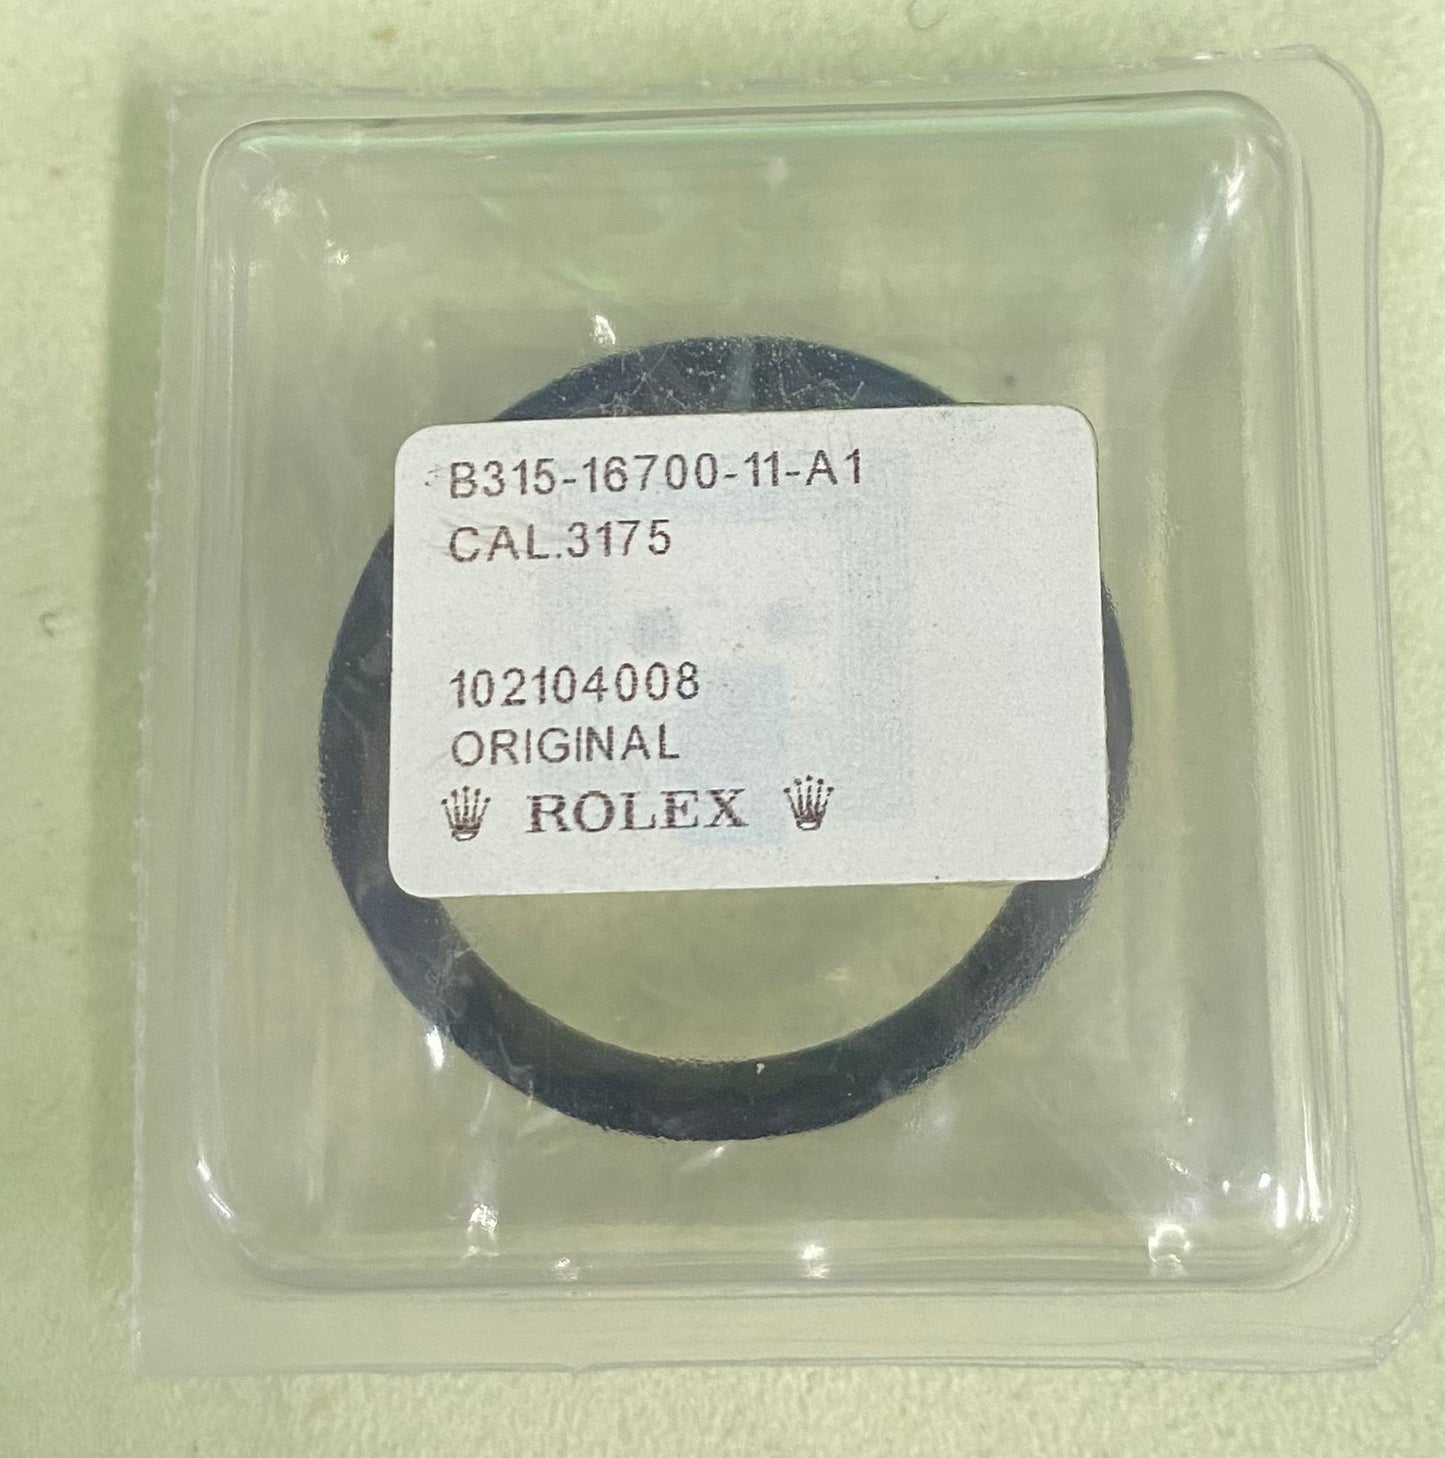 B315-16700-11-A1
CAL.3175
102104008
ORIGINAL
ROLEX